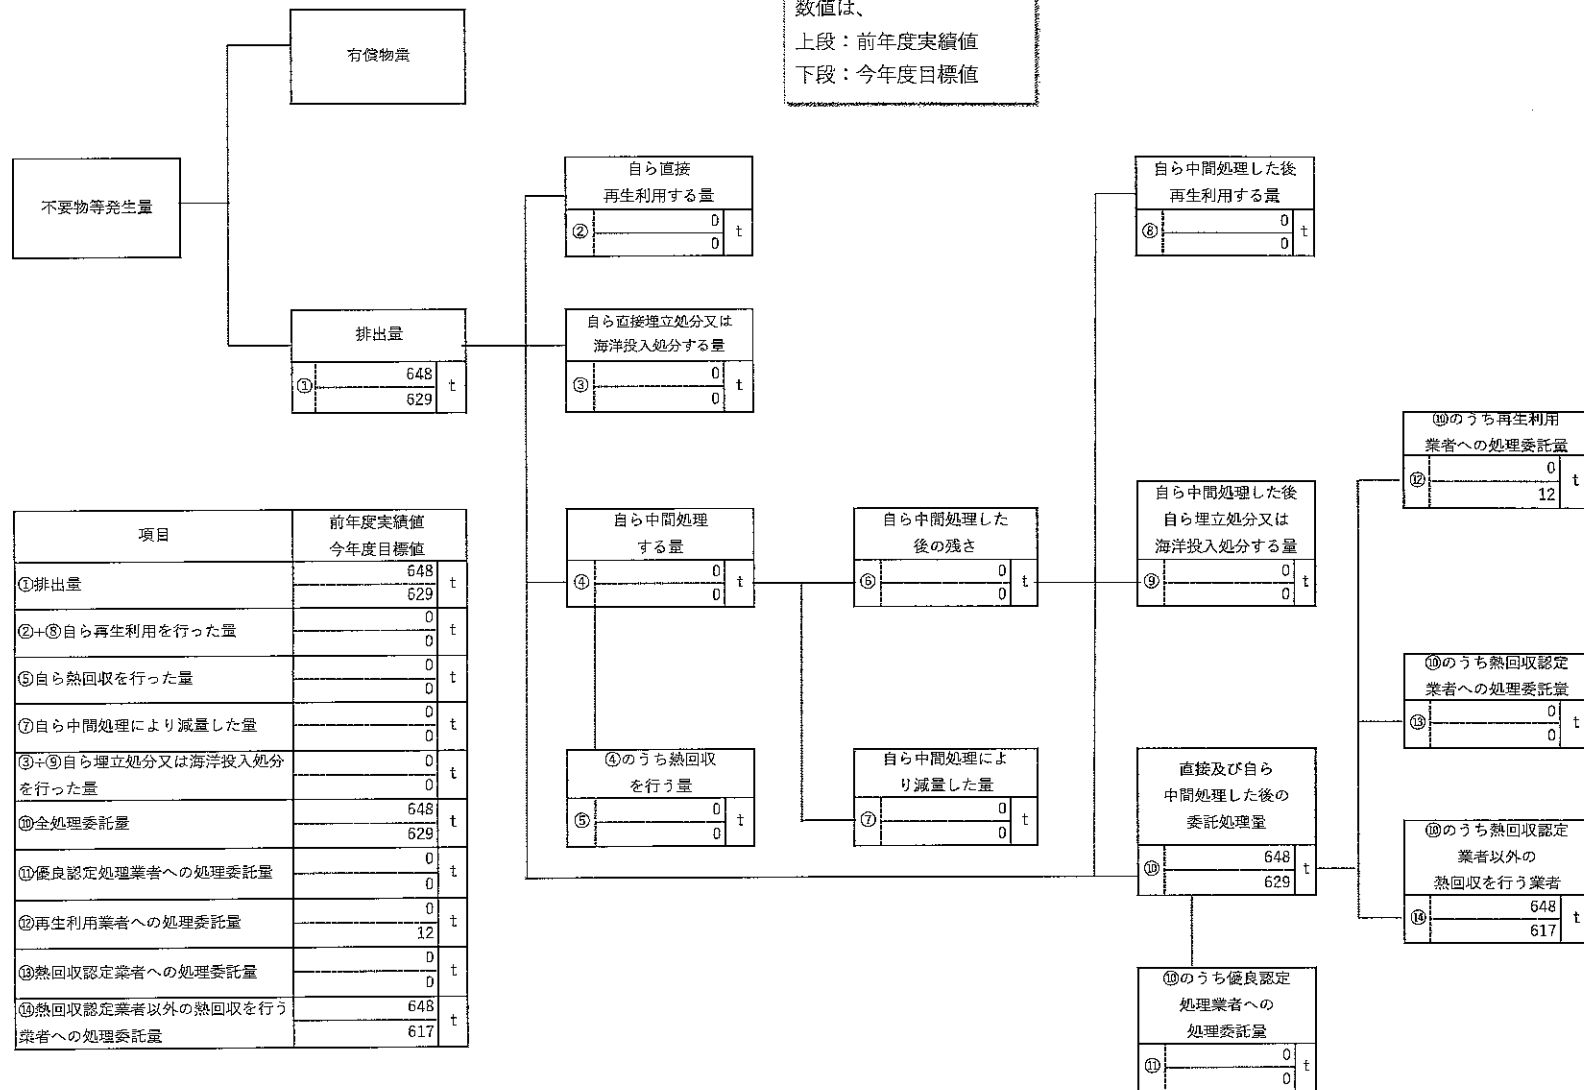 数値は、
上段：前年度実績値
下段：今年度目標値
有償物量
不要物等発生量
排出量
① 648 t
629
自ら直接
再生利用する量
② 0 t
0
自ら直接埋立処分又は
海洋投入処分する量
③ 0 t
0
自ら中間処理
する量
④ 0 t
0
④のうち熱回収
を行う量
⑤ 0 t
0
自ら中間処理した
後の残さ
⑥ 0 t
0
自ら中間処理によ
り減量した量
⑦ 0 t
0
自ら中間処理した後
再生利用する量
⑧ 0 t
0
自ら中間処理した後
自ら埋立処分又は
海洋投入処分する量
⑨ 0 t
0
直接及び自ら
中間処理した後の
委託処理量
⑩ 648 t
629
⑩のうち優良認定
処理業者への
処理委託量
⑪ 0 t
0
⑩のうち再生利用
業者への処理委託量
⑫ 0 t
12
⑩のうち熱回収認定
業者への処理委託量
⑬ 0 t
0
⑩のうち熱回収認定
業者以外の
熱回収を行う業者
⑭ 648 t
617
項目 前年度実績値
今年度目標値
①排出量 648 t
629
②+⑧自ら再生利用を行った量 0 t
0
⑤自ら熱回収を行った量 0 t
0
⑦自ら中間処理により減量した量 0 t
0
③+⑨自ら埋立処分又は海洋投入処分 0 t
を行った量 0
⑩全処理委託量 648 t
629
⑪優良認定処理業者への処理委託量 0 t
0
⑫再生利用業者への処理委託量 0 t
12
⑬熱回収認定業者への処理委託量 0 t
0
⑭熱回収認定業者以外の熱回収を行う 648 t
業者への処理委託量 617